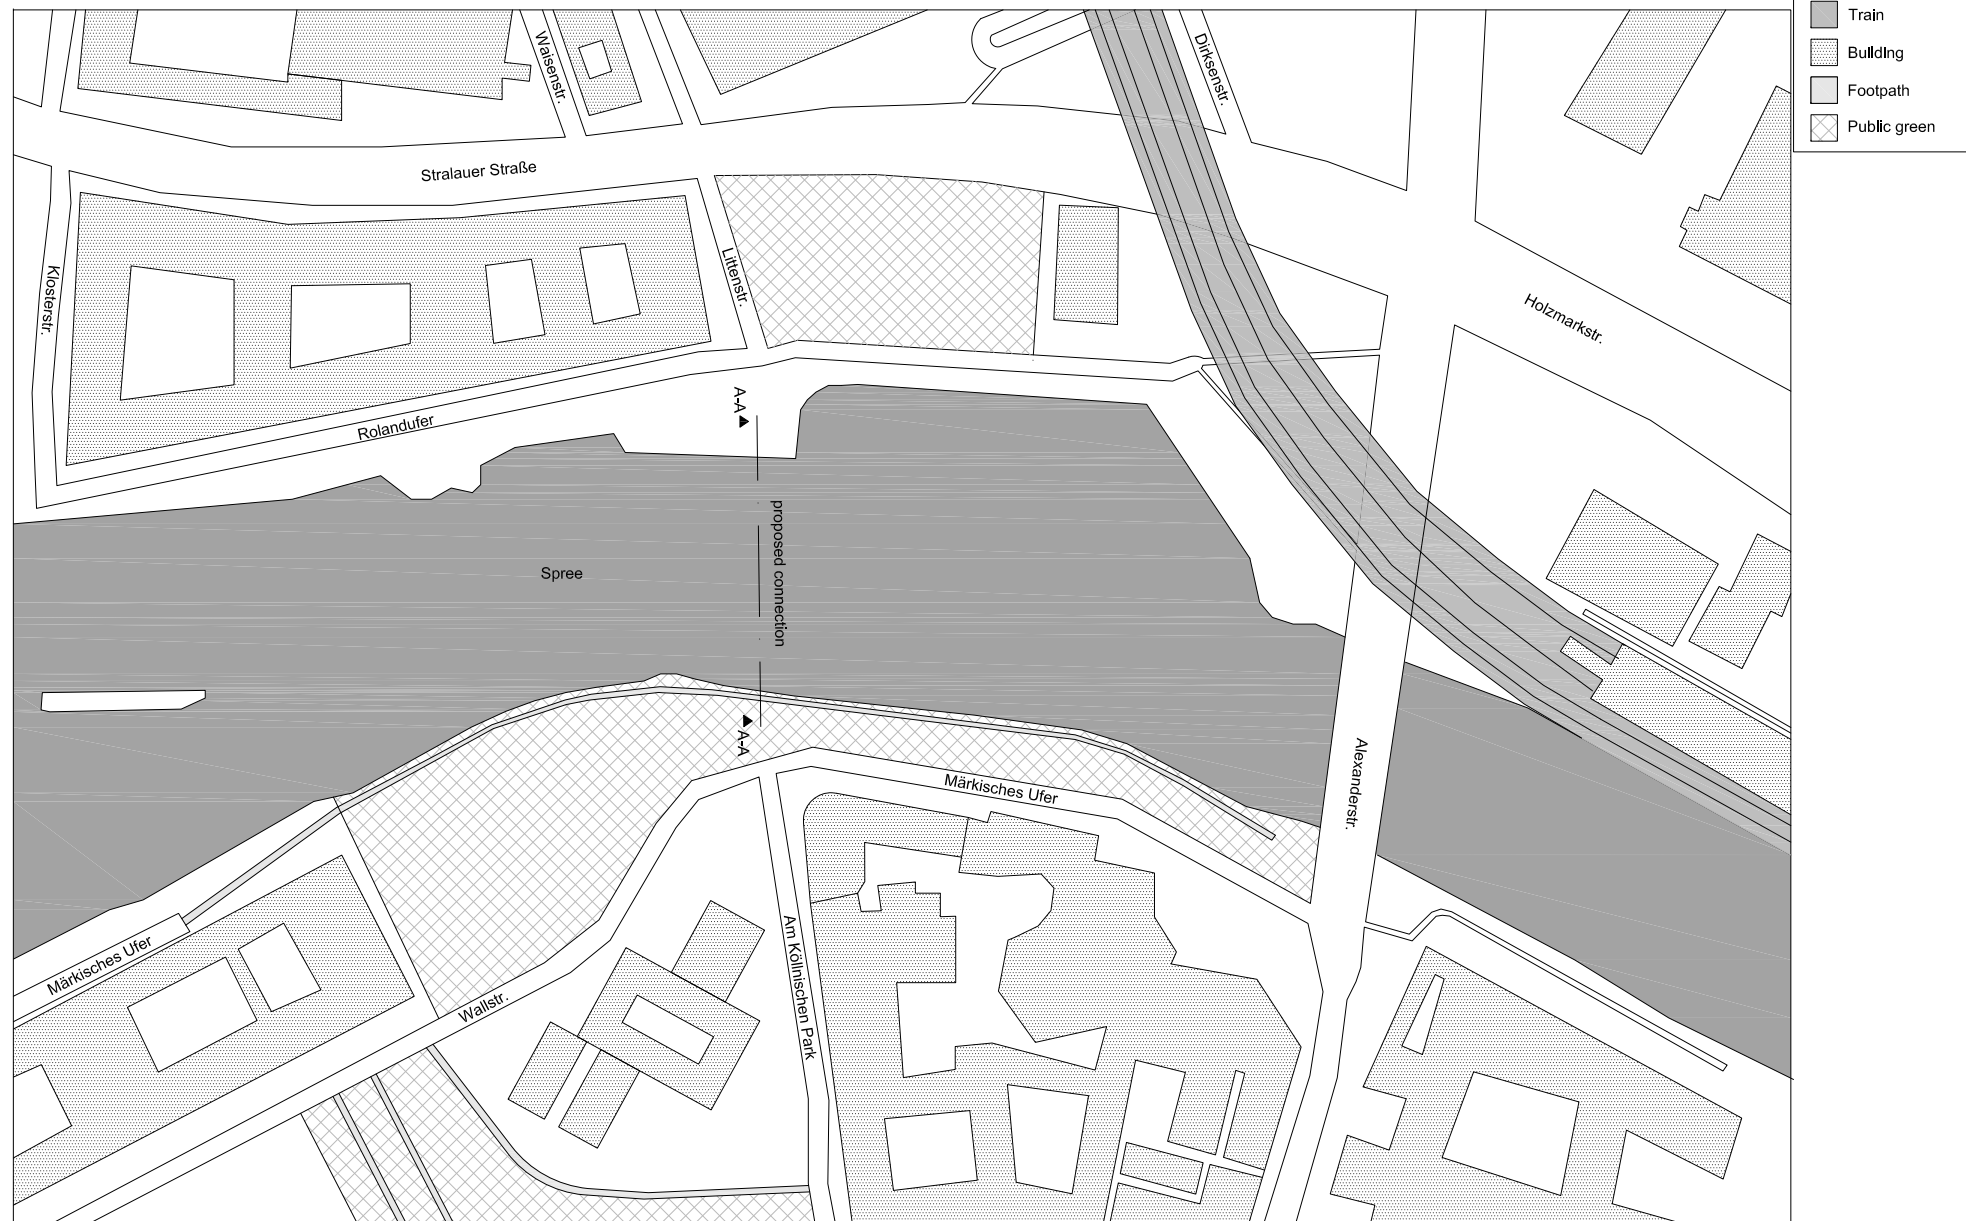 Train
Building
Footpath
Public green
Waisenstr.
Dirksenstr.
Stralauer Straße
Klosterstr.
Littenstr.
Holzmarkstr.
A-A
Rolandufer
proposed connection
Spree
A-A
Märkisches Ufer
Alexanderstr.
Märkisches Ufer
Wallstr.
Am Köllnischen Park